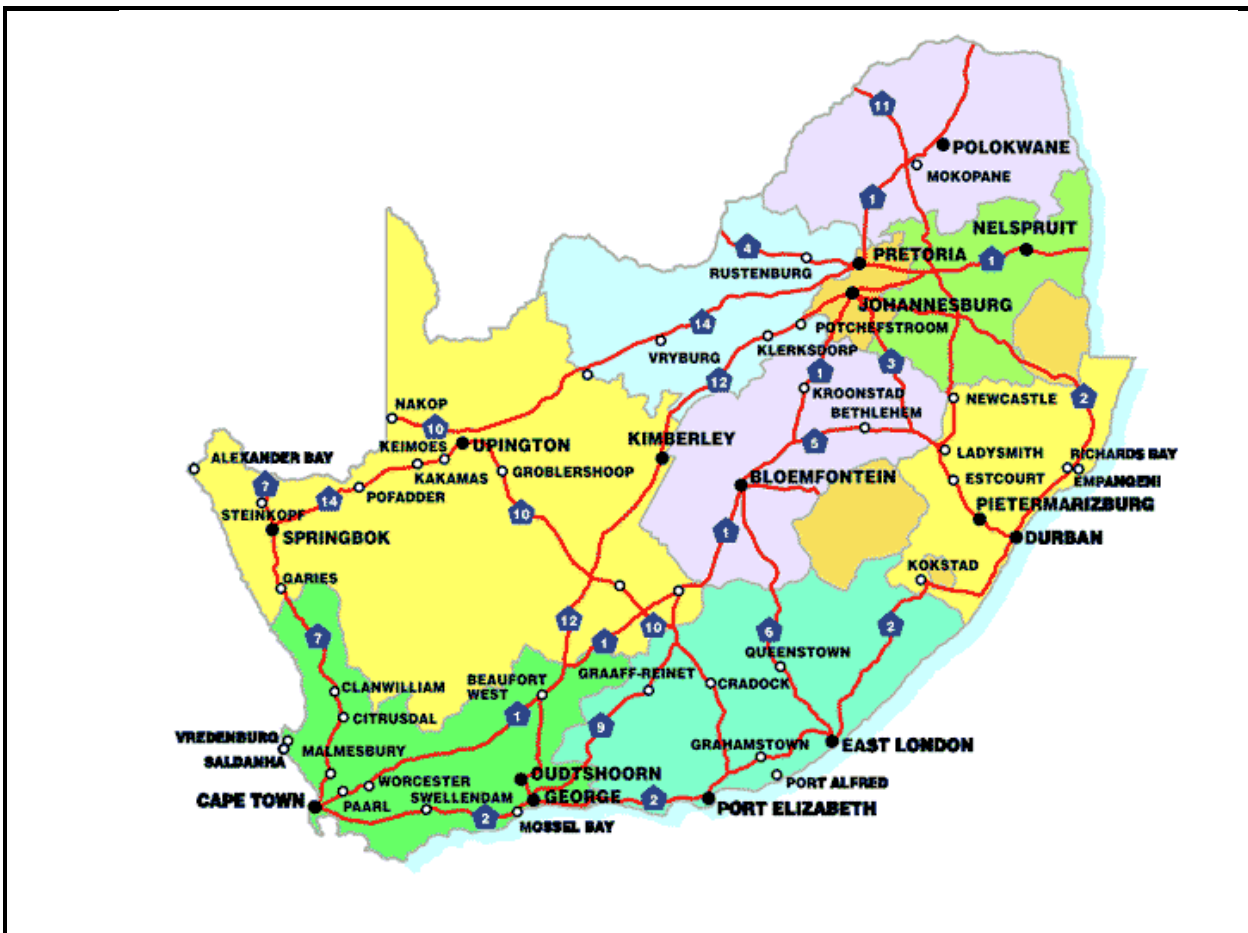 11
POLOKWANE
MOKOPANE
1
NELSPRUIT
4
PRETORIA
1
RUSTENBURG
JOHANNESBURG
14
POTCHEFSTROOM
VRYBURG
KLERKSDORP
3
1
12
KROONSTAD
2
NEWCASTLE
NAKOP
BETHLEHEM
10
KEIMOES
UPINGTON
KIMBERLEY
5
LADYSMITH
RICHARDS BAY
ALEXANDER BAY
GROBLERSHOOP
KAKAMAS
BLOEMFONTEIN
ESTCOURT
EMPANGENI
7
POFADDER
14
STEINKOPF
10
PIETERMARIZBURG
SPRINGBOK
1
DURBAN
KOKSTAD
GARIES
12
10
2
6
7
1
QUEENSTOWN
GRAAFF-REINET
BEAUFORT
WEST
CRADOCK
CLANWILLIAM
1
CITRUSDAL
9
VREDENBURG
MALMESBURY
GRAHAMSTOWN
EAST LONDON
SALDANHA
OUDTSHOORN
WORCESTER
PORT ALFRED
CAPE TOWN
PAARL
SWELLENDAM
GEORGE
2
PORT ELIZABETH
2
MOSSEL BAY